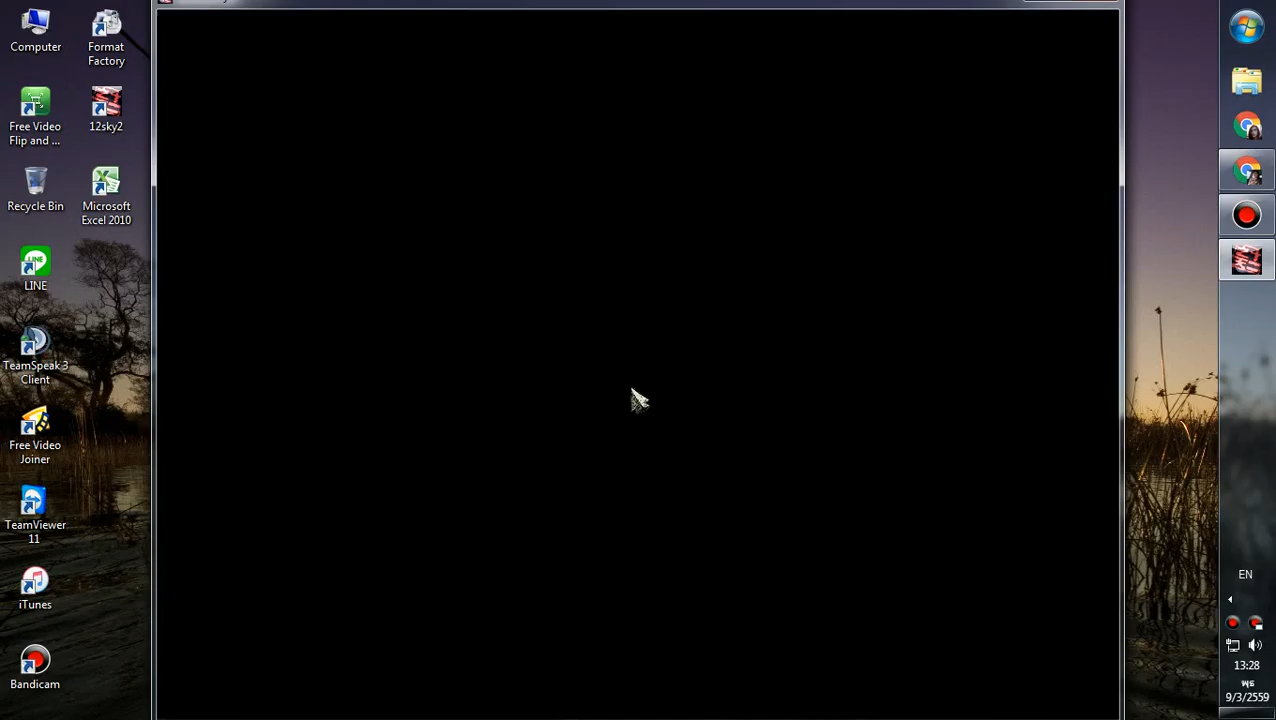 Computer
Format
Factory
Free Video
Flip and ...
12sky2
Recycle Bin
Microsoft
Excel 2010
LINE
TeamSpeak 3
Client
Free Video
Joiner
TeamViewer
11
iTunes
Bandicam
EN
13:28
พุธ
9/3/2559